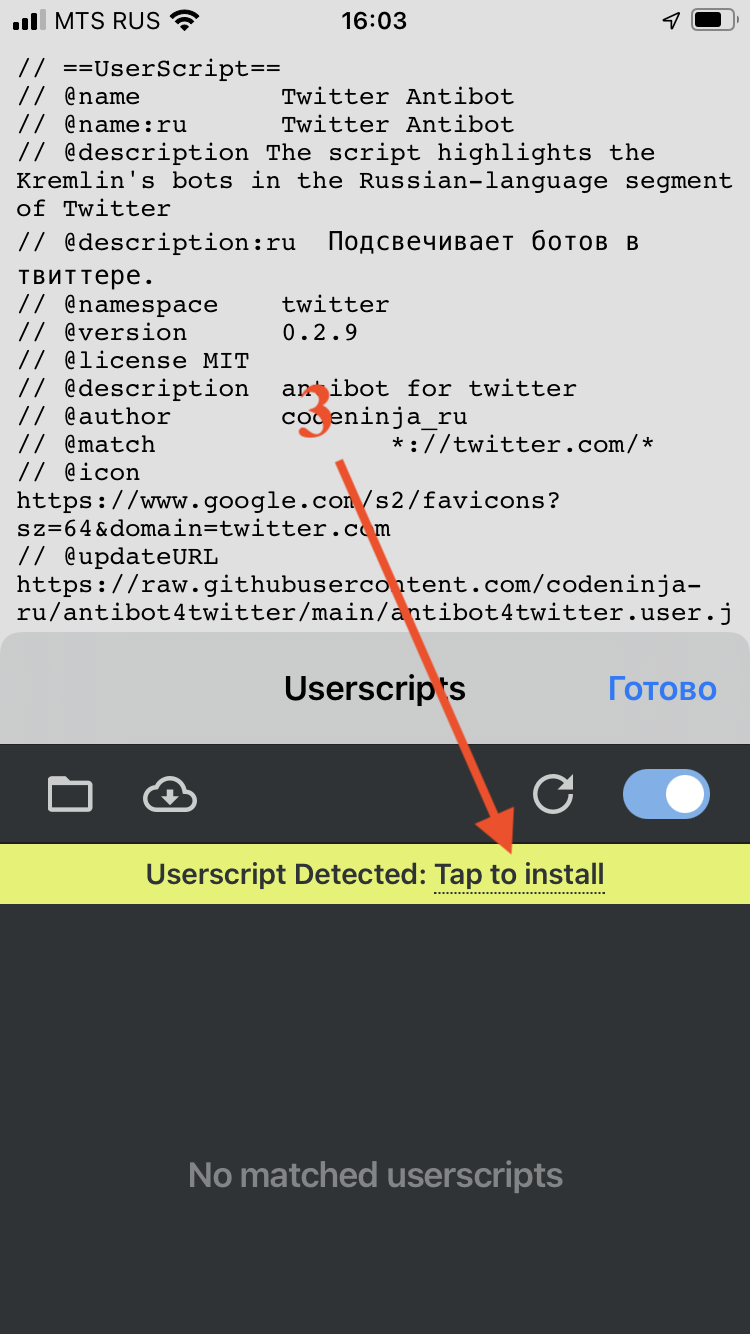 MTS RUS 16:03
// ==UserScript==
// @name Twitter Antibot
// @name:ru Twitter Antibot
// @description The script highlights the
Kremlin's bots in the Russian-language segment
of Twitter
// @description:ru Подсвечивает ботов в
твиттере.
// @namespace twitter
// @version 0.2.9
// @license MIT
// @description antibot for twitter
// @author codeninja_ru
// @match *://twitter.com/*
// @icon
https://www.google.com/s2/favicons?
sz=64&domain=twitter.com
// @updateURL
https://raw.githubusercontent.com/codeninja-
ru/antibot4twitter/main/antibot4twitter.user.j
3
Userscripts Готово
Userscript Detected: Tap to install
No matched userscripts